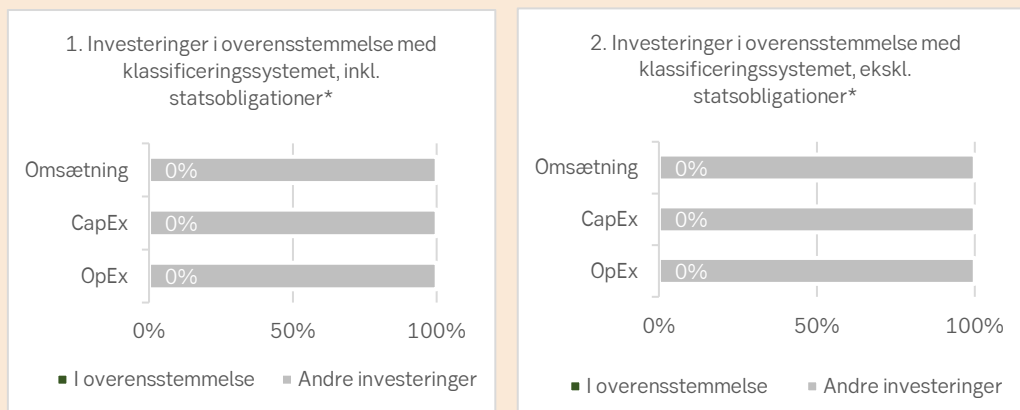 1. Investeringer i overensstemmelse med
klassificeringssystemet, inkl.
statsobligationer*
Omsætning 0%
CapEx 0%
OpEx 0%
0% 50% 100%
I overensstemmelse Andre investeringer
2. Investeringer i overensstemmelse med
klassificeringssystemet, ekskl.
statsobligationer*
Omsætning 0%
CapEx 0%
OpEx 0%
0% 50% 100%
I overensstemmelse Andre investeringer